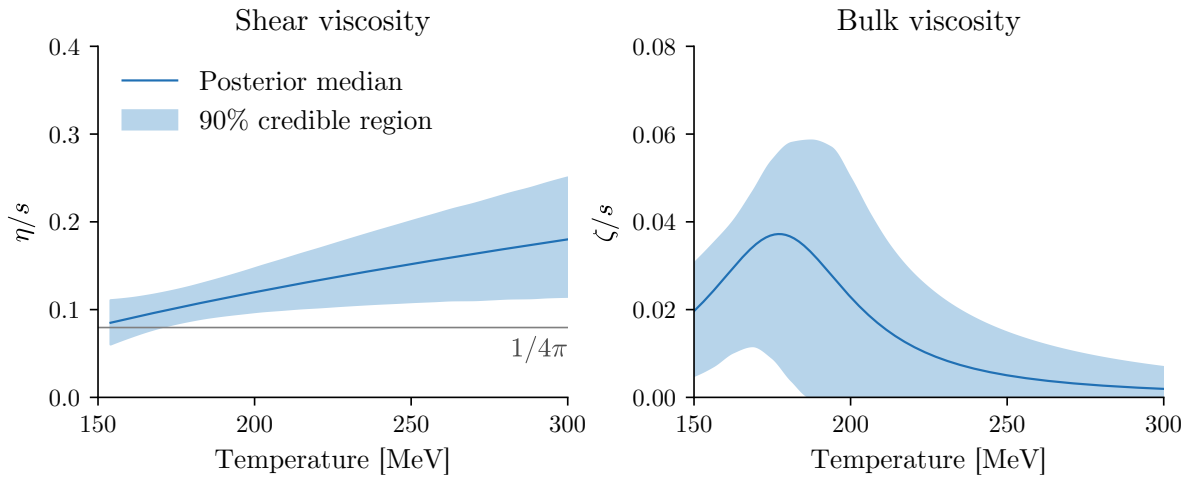 Shear viscosity
0.4
0.3
0.2
0.1
0.0
η/s
Posterior median
90% credible region
1/4π
150
200
250
300
Temperature [MeV]
Bulk viscosity
0.08
0.06
0.04
0.02
0.00
ζ/s
150
200
250
300
Temperature [MeV]